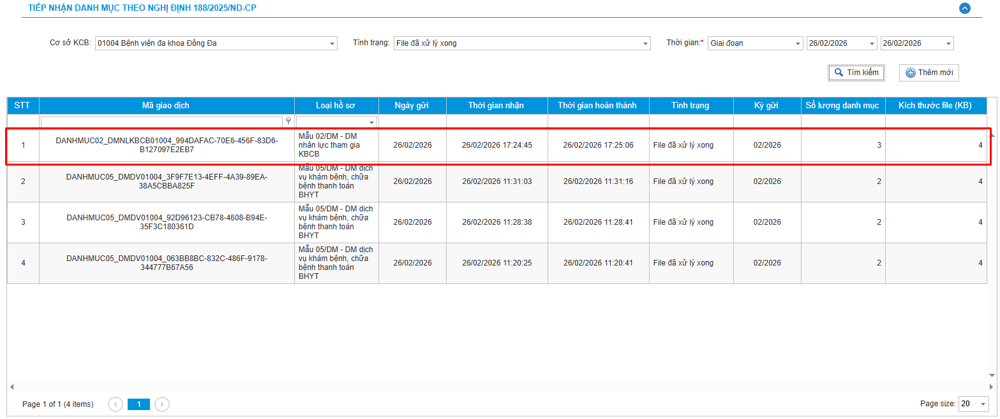 TIẾP NHẬN DANH MỤC THEO NGHỊ ĐỊNH 188/2025/NĐ-CP
Cơ sở KCB: 01004 Bệnh viện đa khoa Đống Đa Tình trạng: File đã xử lý xong Thời gian:* Giai đoạn 26/02/2026 26/02/2026
Tìm kiếm Thêm mới
STT Mã giao dịch Loại hồ sơ Ngày gửi Thời gian nhận Thời gian hoàn thành Tình trạng Kỳ gửi Số lượng danh mục Kích thước file (KB)
1 DANHMUC02_DMNLKBCB01004_994DAFAC-70E6-456F-83D6-
B127097E2EB7
Mẫu 02/DM - DM
nhân lực tham gia
KBCB
26/02/2026 26/02/2026 17:24:45 26/02/2026 17:25:06 File đã xử lý xong 02/2026 3 4
2 DANHMUC05_DMDV01004_3F9F7E13-4EFF-4A39-89EA-
38A5CBBA825F
Mẫu 05/DM - DM dịch
vụ khám bệnh, chữa
bệnh thanh toán
BHYT
26/02/2026 26/02/2026 11:31:03 26/02/2026 11:31:16 File đã xử lý xong 02/2026 2 4
3 DANHMUC05_DMDV01004_92D96123-CB78-4608-B94E-
35F3C180361D
Mẫu 05/DM - DM dịch
vụ khám bệnh, chữa
bệnh thanh toán
BHYT
26/02/2026 26/02/2026 11:28:38 26/02/2026 11:28:41 File đã xử lý xong 02/2026 2 4
4 DANHMUC05_DMDV01004_063BB8BC-832C-486F-9178-
344777B67A56
Mẫu 05/DM - DM dịch
vụ khám bệnh, chữa
bệnh thanh toán
BHYT
26/02/2026 26/02/2026 11:20:25 26/02/2026 11:20:41 File đã xử lý xong 02/2026 2 4
Page 1 of 1 (4 items) 1 Page size: 20